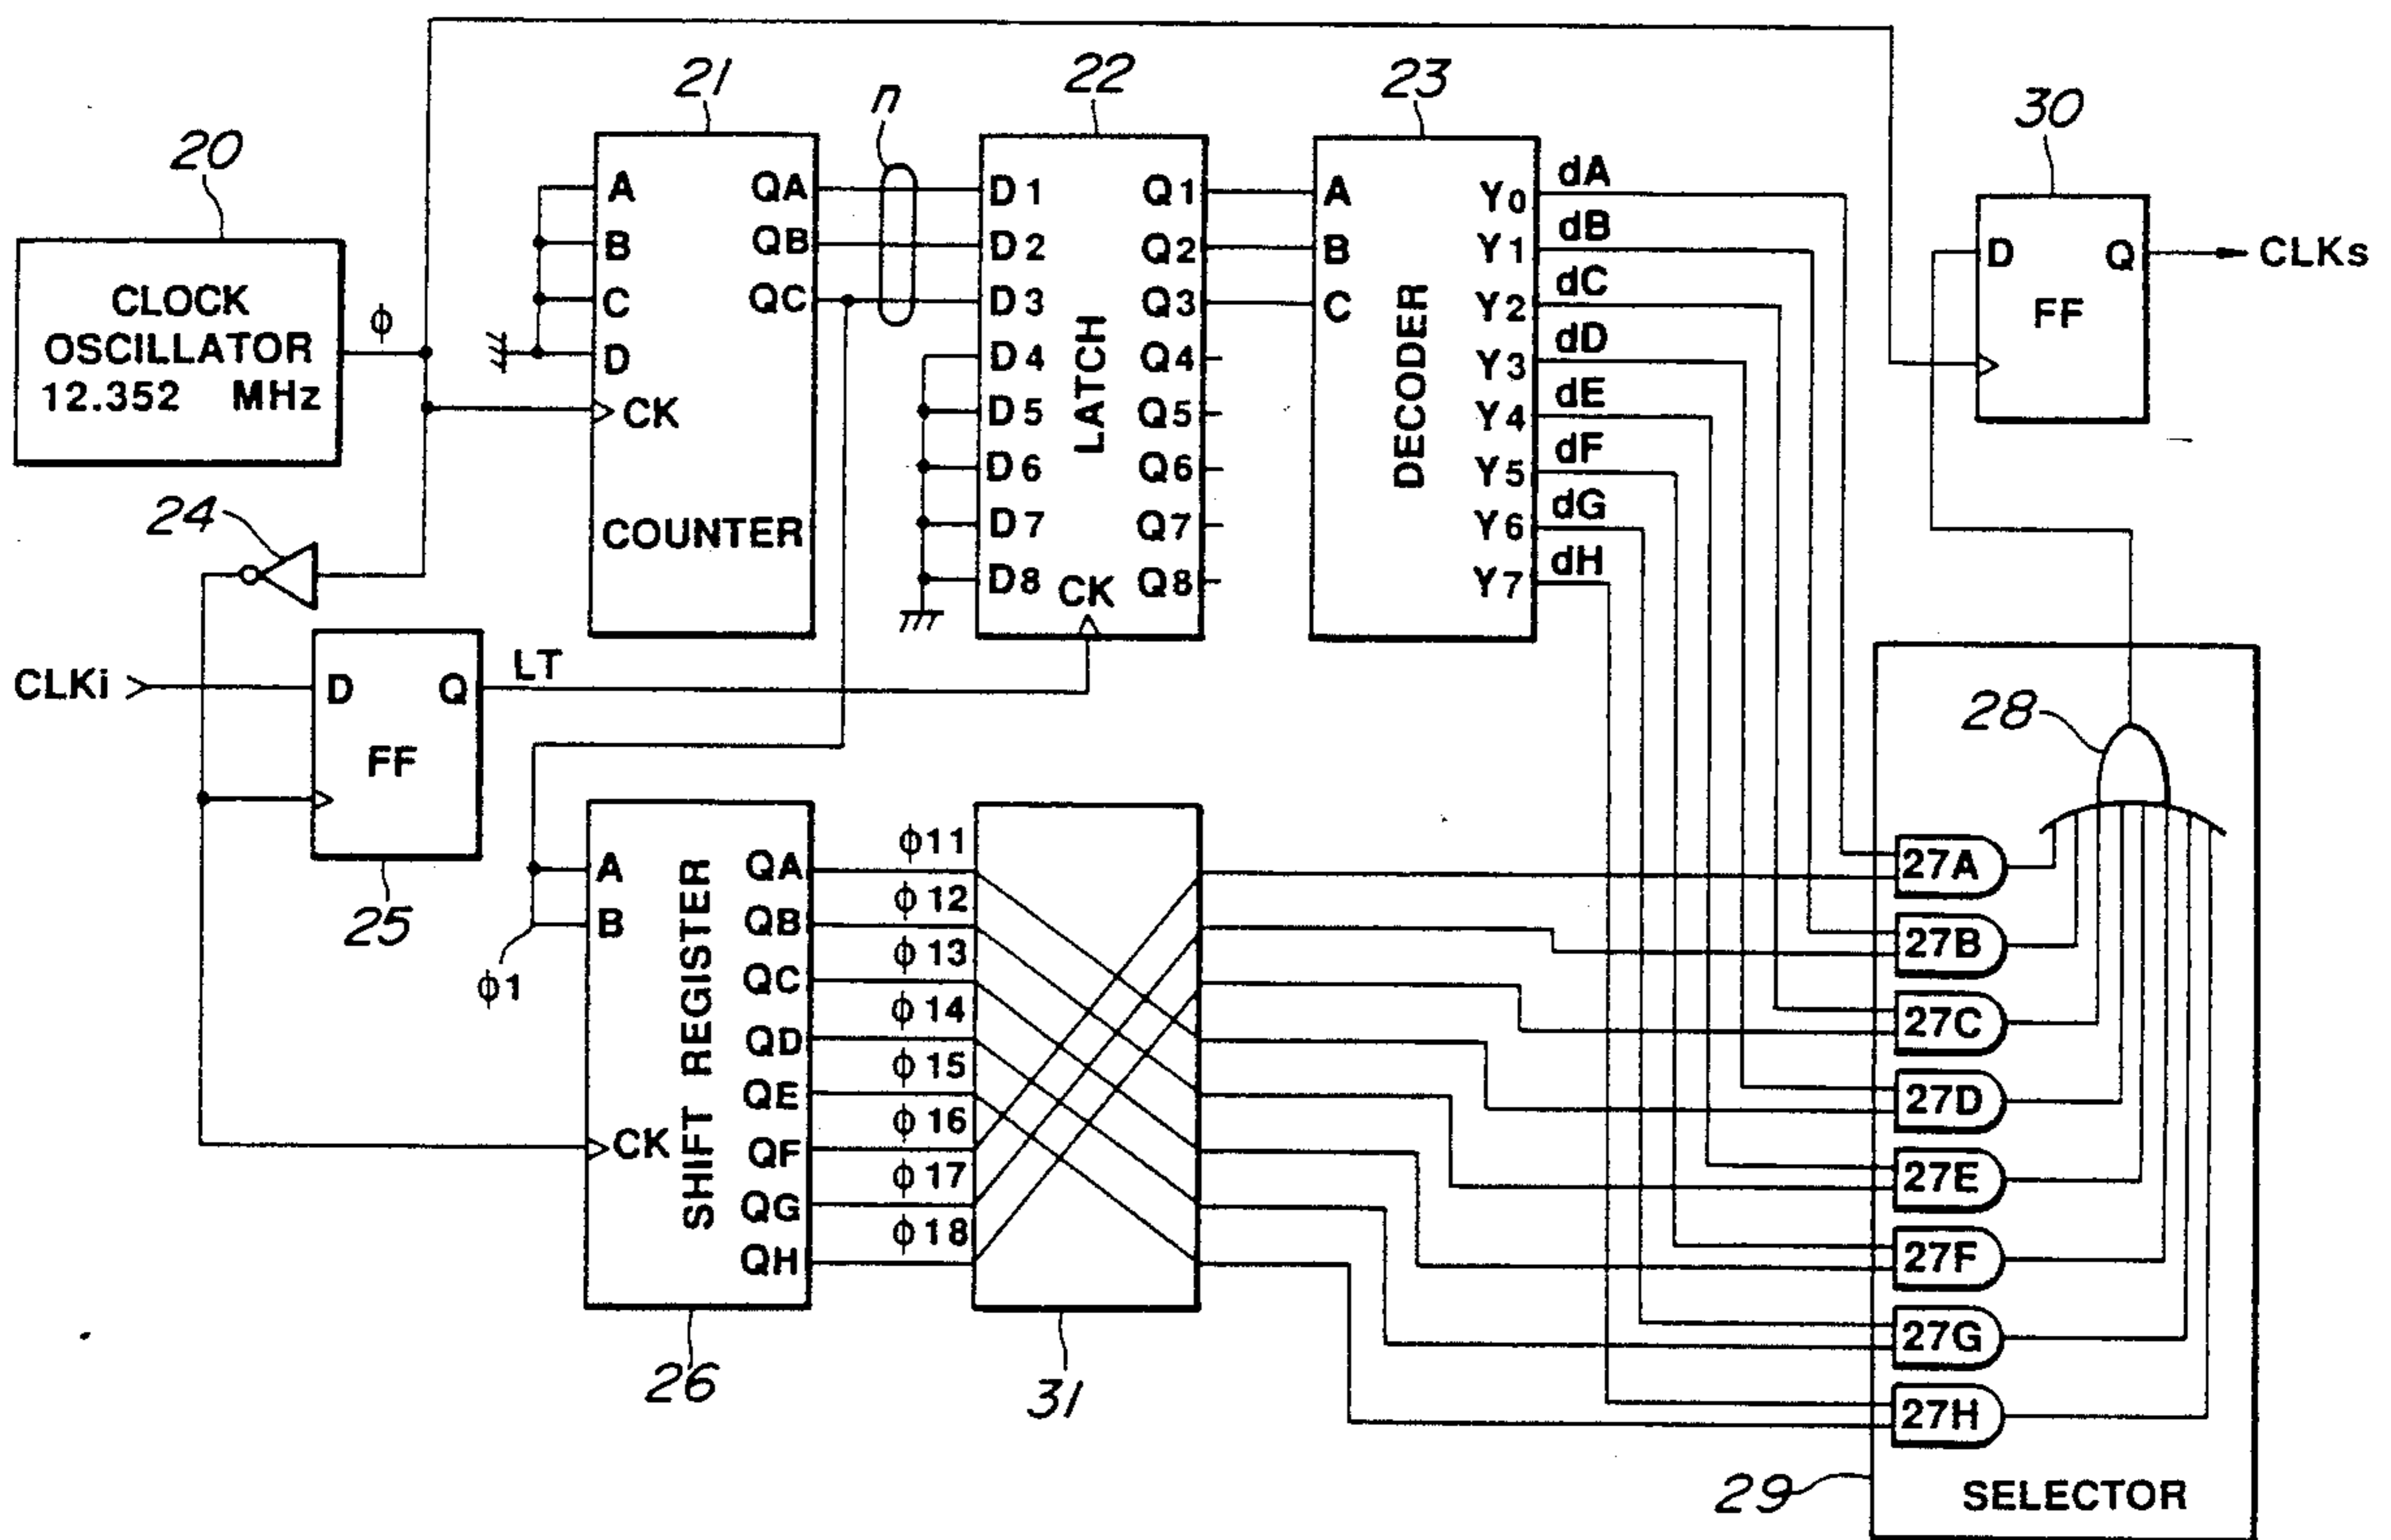 20
CLOCK
OSCILLATOR
12.352 MHz
ϕ
21
A
B
C
D
CK
QA
QB
QC
COUNTER
n
22
D1
D2
D3
D4
D5
D6
D7
D8
LATCH
CK
Q1
Q2
Q3
Q4
Q5
Q6
Q7
Q8
23
A
B
C
DECODER
Y0
Y1
Y2
Y3
Y4
Y5
Y6
Y7
dA
dB
dC
dD
dE
dF
dG
dH
30
D
Q
FF
CLKs
24
CLKi
D
Q
FF
LT
25
A
B
ϕ1
CK
SHIFT REGISTER
QA
QB
QC
QD
QE
QF
QG
QH
26
ϕ11
ϕ12
ϕ13
ϕ14
ϕ15
ϕ16
ϕ17
ϕ18
31
28
27A
27B
27C
27D
27E
27F
27G
27H
29
SELECTOR